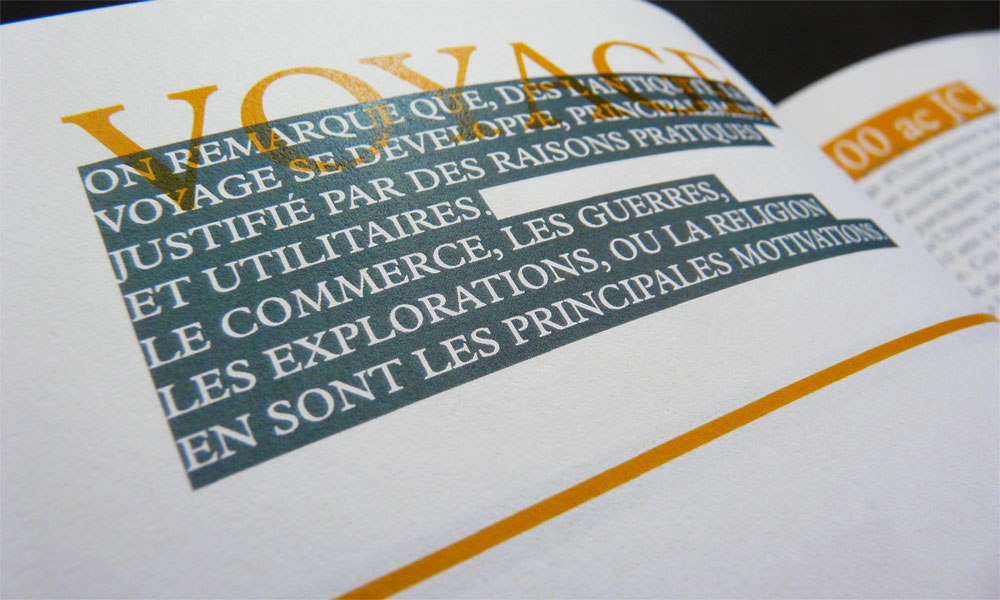 VOYAGE
ON REMARQUE QUE, DÈS L'ANTIQUITÉ LE
VOYAGE SE DÉVELOPPE, PRINCIPALEMENT
JUSTIFIÉ PAR DES RAISONS PRATIQUES
ET UTILITAIRES.
LE COMMERCE, LES GUERRES,
LES EXPLORATIONS, OU LA RELIGION
EN SONT LES PRINCIPALES MOTIVATIONS.
00 ac JC